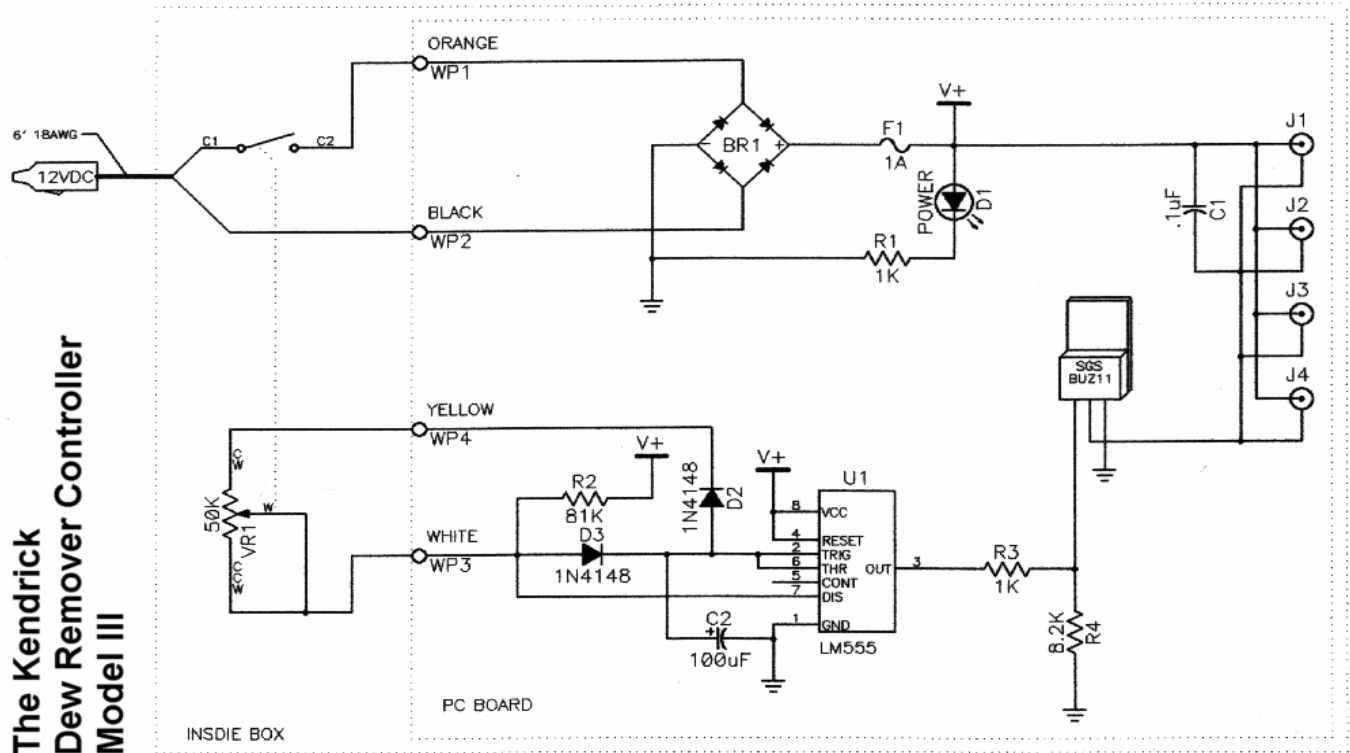 ORANGE
WP1
6' 18AWG
C1
C2
12VDC
BLACK
WP2
BR1
- +
F1
1A
V+
POWER
D1
R1
1K
.1uF
C1
J1
J2
J3
J4
SGS
BUZ11
The Kendrick
Dew Remover Controller
Model III
YELLOW
WP4
CW
50K
VR1
W
CCW
WHITE
WP3
V+
R2
81K
D3
1N4148
1N4148
D2
C2
+
100uF
V+
U1
8 VCC
4 RESET
2 TRIG
6 THR
5 CONT
7 DIS
1 GND
OUT 3
LM555
R3
1K
8.2K
R4
PC BOARD
INSDIE BOX